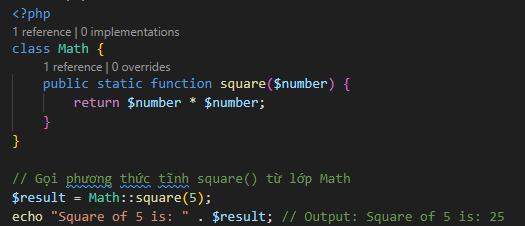 <?php
1 reference | 0 implementations
class Math {
1 reference | 0 overrides
public static function square($number) {
return $number * $number;
}
}
// Gọi phương thức tĩnh square() từ lớp Math
$result = Math::square(5);
echo "Square of 5 is: " . $result; // Output: Square of 5 is: 25